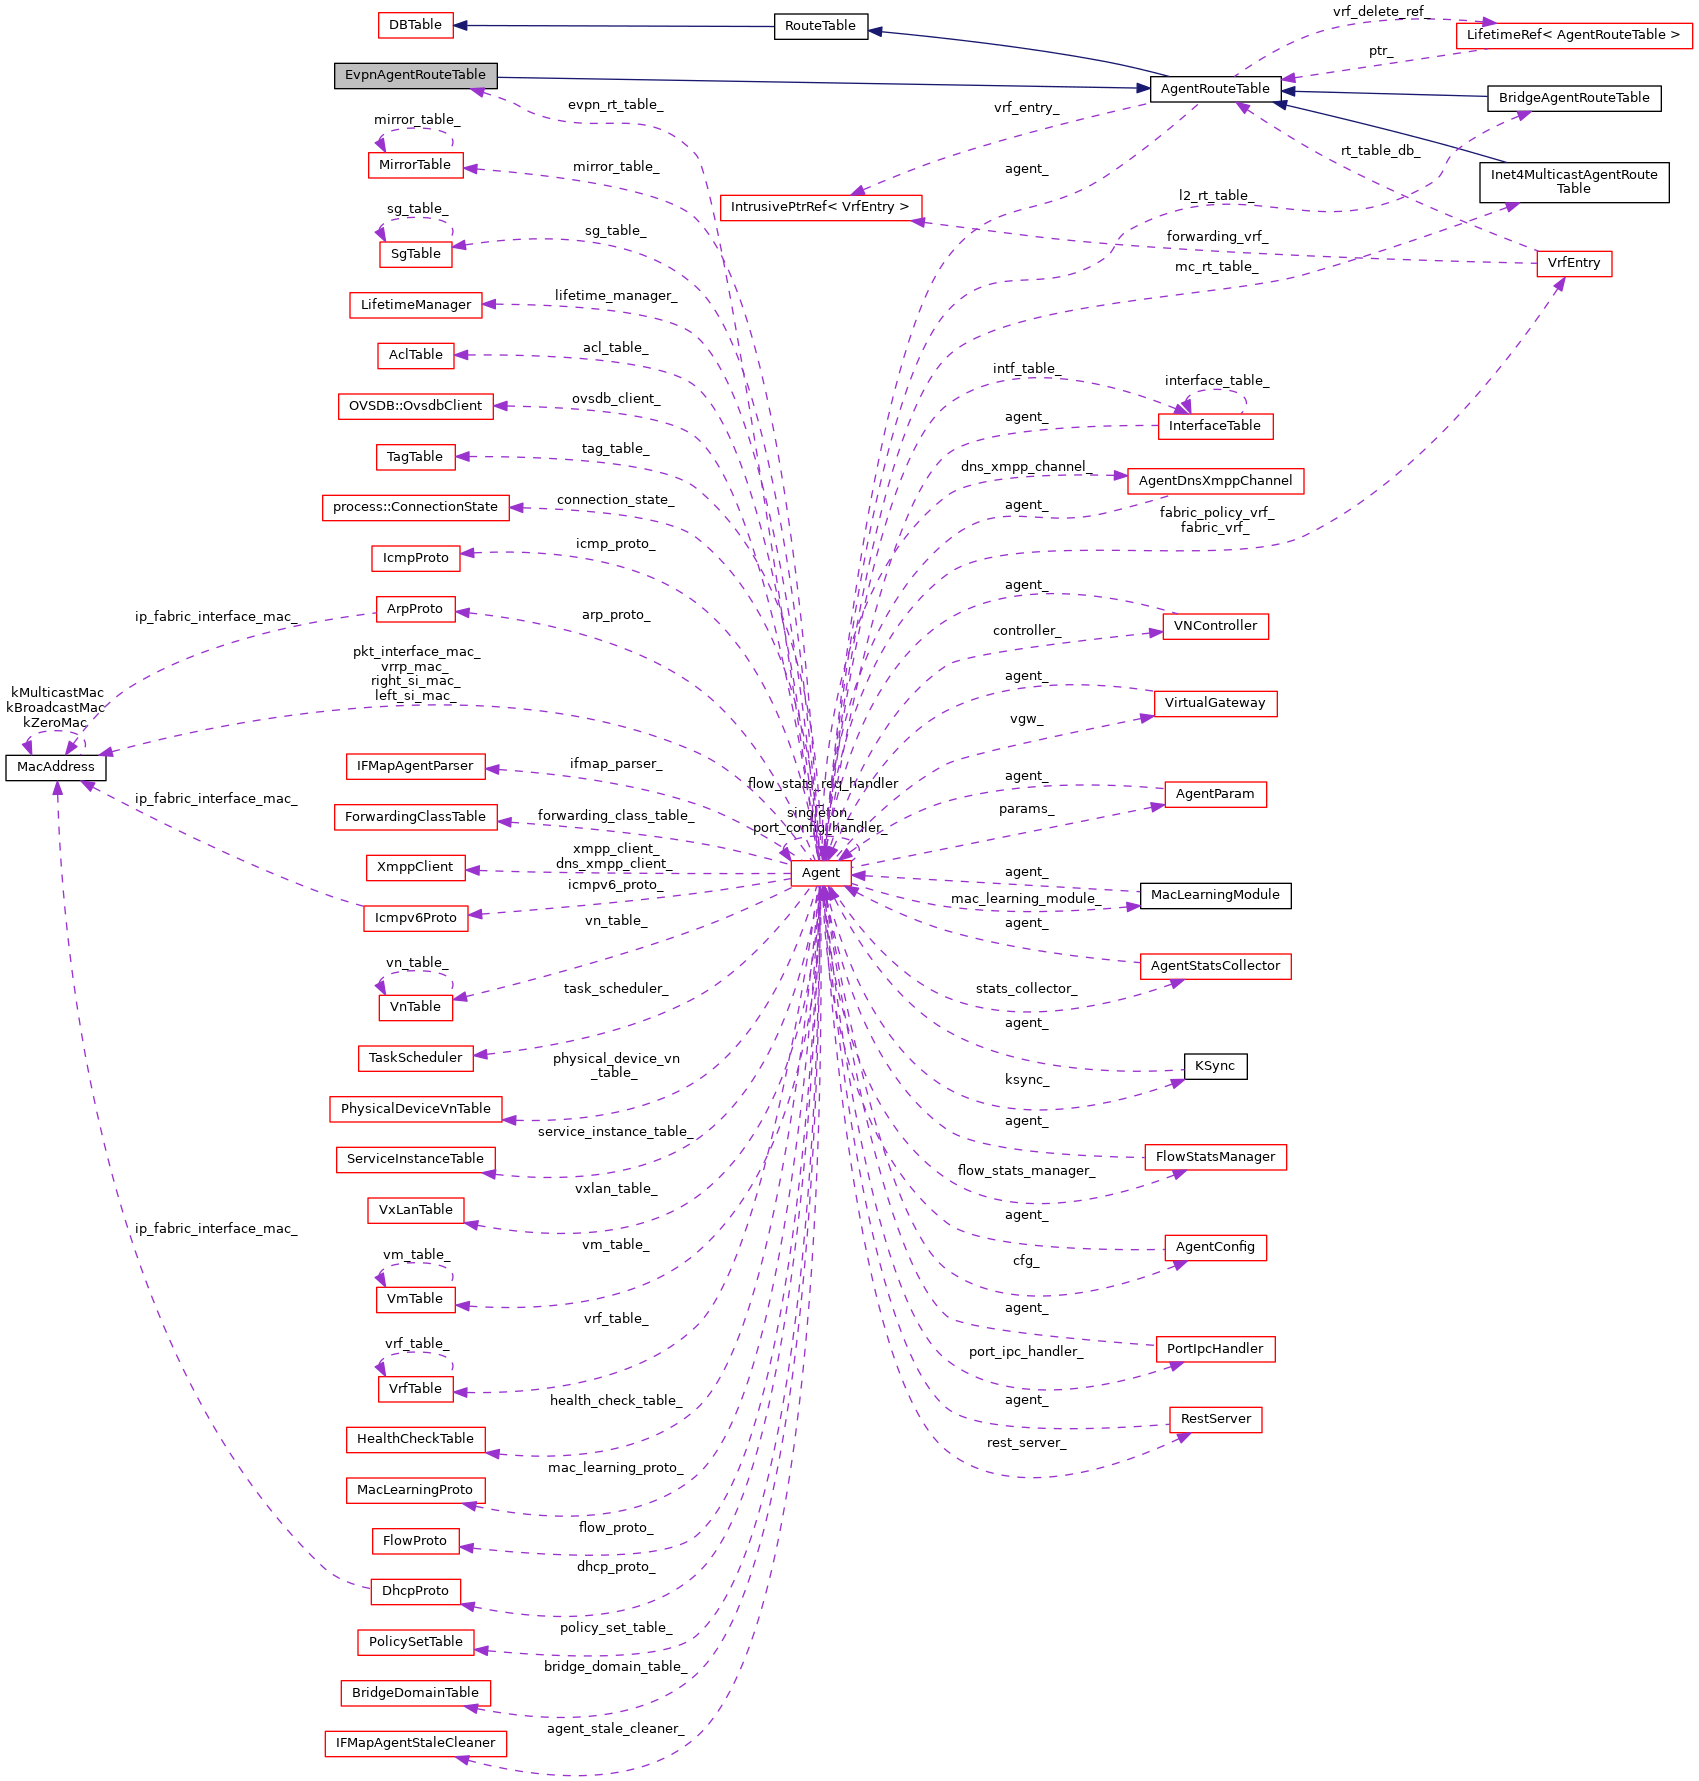 DBTable
RouteTable
vrf_delete_ref_
LifetimeRef< AgentRouteTable >
ptr_
EvpnAgentRouteTable
AgentRouteTable
BridgeAgentRouteTable
evpn_rt_table_
vrf_entry_
mirror_table_
MirrorTable
mirror_table_
agent_
rt_table_db_
Inet4MulticastAgentRoute
Table
IntrusivePtrRef< VrfEntry >
l2_rt_table_
sg_table_
SgTable
sg_table_
forwarding_vrf_
VrfEntry
mc_rt_table_
LifetimeManager
lifetime_manager_
AclTable
acl_table_
intf_table_
interface_table_
InterfaceTable
agent_
OVSDB::OvsdbClient
ovsdb_client_
TagTable
tag_table_
dns_xmpp_channel_
AgentDnsXmppChannel
agent_
process::ConnectionState
connection_state_
fabric_policy_vrf_
fabric_vrf_
IcmpProto
icmp_proto_
ArpProto
arp_proto_
ip_fabric_interface_mac_
agent_
VNController
controller_
pkt_interface_mac_
vrrp_mac_
right_si_mac_
left_si_mac_
kMulticastMac
kBroadcastMac
kZeroMac
MacAddress
agent_
VirtualGateway
vgw_
IFMapAgentParser
ifmap_parser_
ip_fabric_interface_mac_
flow_stats_req_handler
_
singleton_
port_config_handler_
agent_
AgentParam
params_
ForwardingClassTable
forwarding_class_table_
XmppClient
xmpp_client_
dns_xmpp_client_
Agent
agent_
MacLearningModule
mac_learning_module_
icmpv6_proto_
Icmpv6Proto
vn_table_
agent_
AgentStatsCollector
stats_collector_
vn_table_
VnTable
task_scheduler_
TaskScheduler
agent_
KSync
ksync_
physical_device_vn
_table_
PhysicalDeviceVnTable
agent_
FlowStatsManager
flow_stats_manager_
service_instance_table_
ServiceInstanceTable
vxlan_table_
VxLanTable
agent_
AgentConfig
cfg_
ip_fabric_interface_mac_
vm_table_
vm_table_
VmTable
vrf_table_
agent_
PortIpcHandler
port_ipc_handler_
vrf_table_
VrfTable
health_check_table_
HealthCheckTable
agent_
RestServer
rest_server_
mac_learning_proto_
MacLearningProto
flow_proto_
FlowProto
dhcp_proto_
DhcpProto
policy_set_table_
PolicySetTable
bridge_domain_table_
BridgeDomainTable
agent_stale_cleaner_
IFMapAgentStaleCleaner